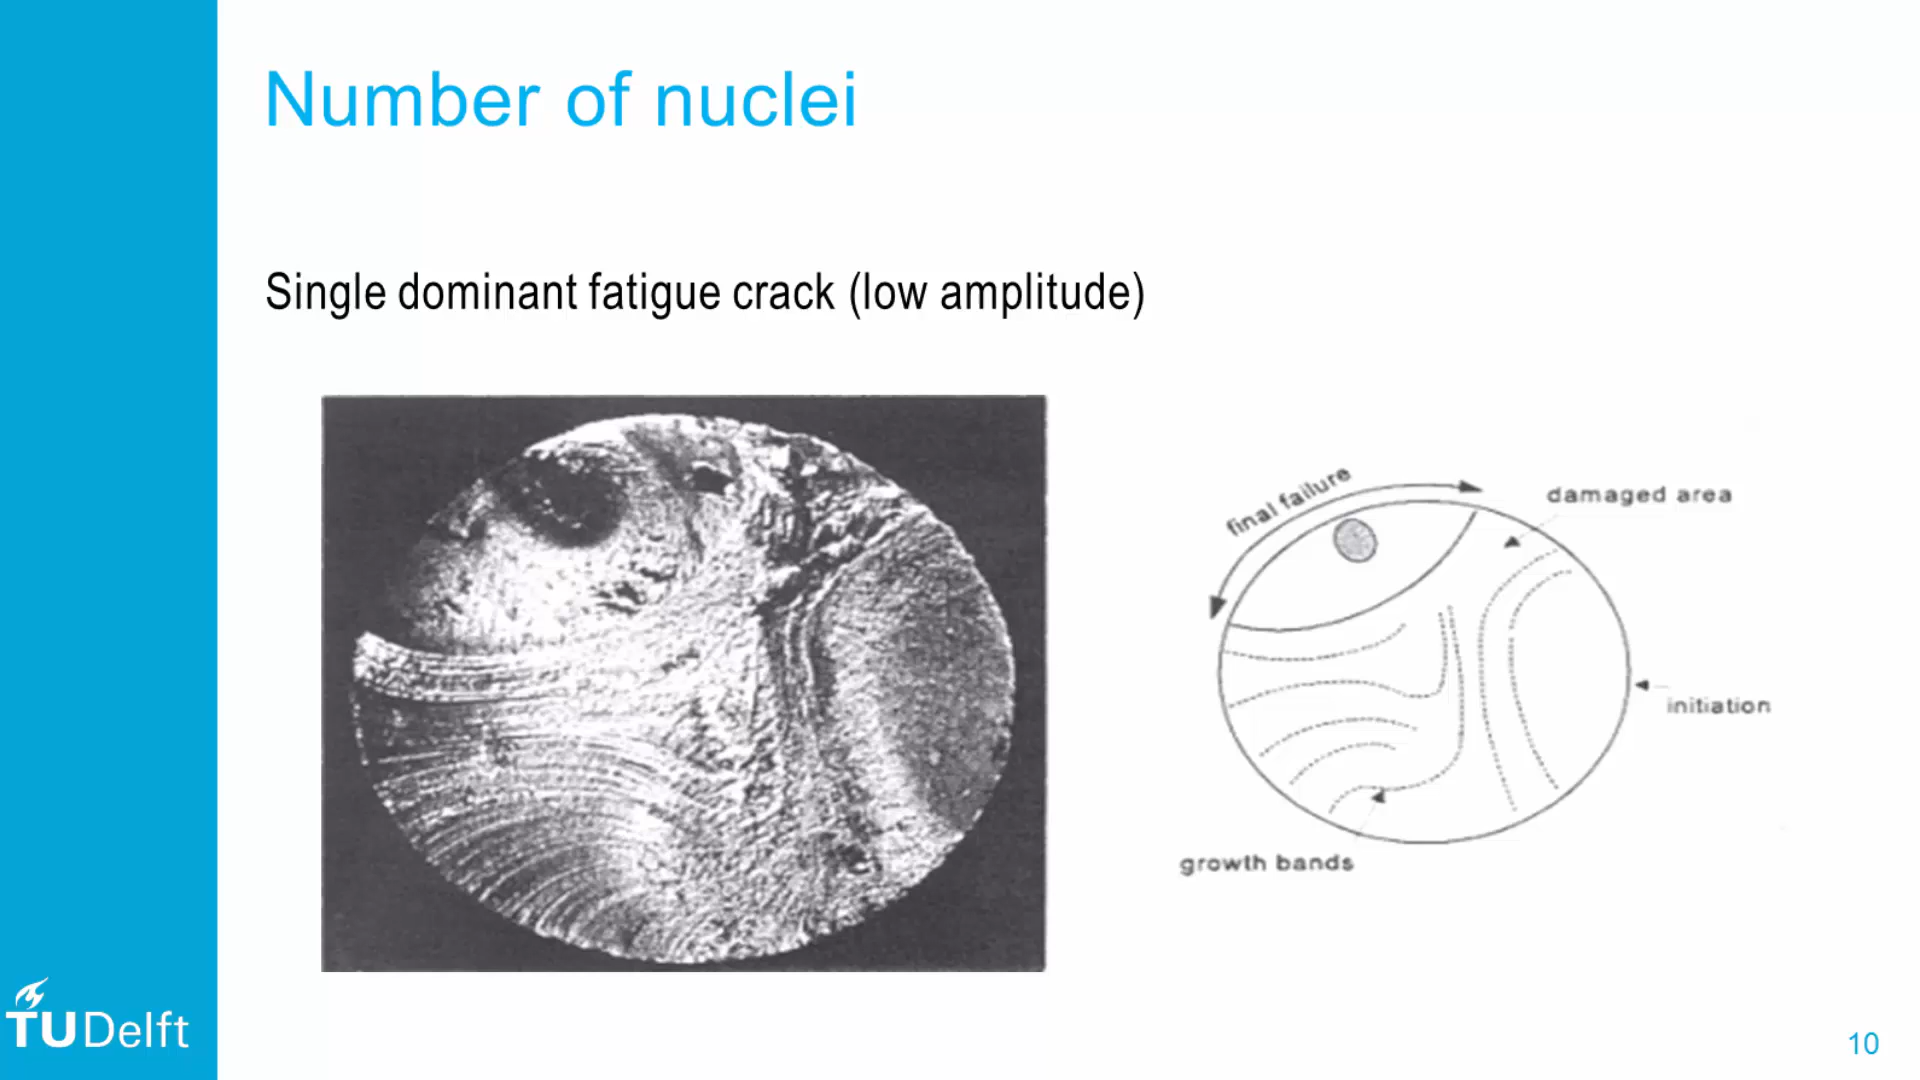 Number of nuclei
Single dominant fatigue crack (low amplitude)
final failure
damaged area
initiation
growth bands
TUDelft
10